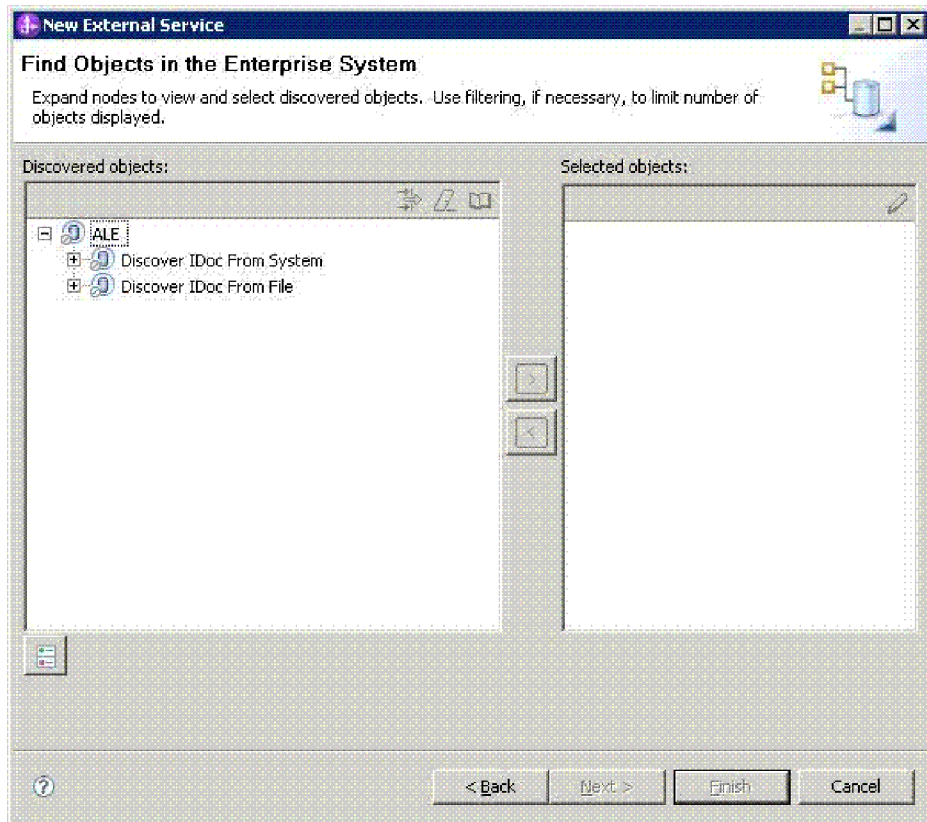 New External Service
Find Objects in the Enterprise System
Expand nodes to view and select discovered objects. Use filtering, if necessary, to limit number of
objects displayed.
Discovered objects:
Selected objects:
ALE
Discover IDoc From System
Discover IDoc From File
>
<
?
< Back
Next >
Finish
Cancel